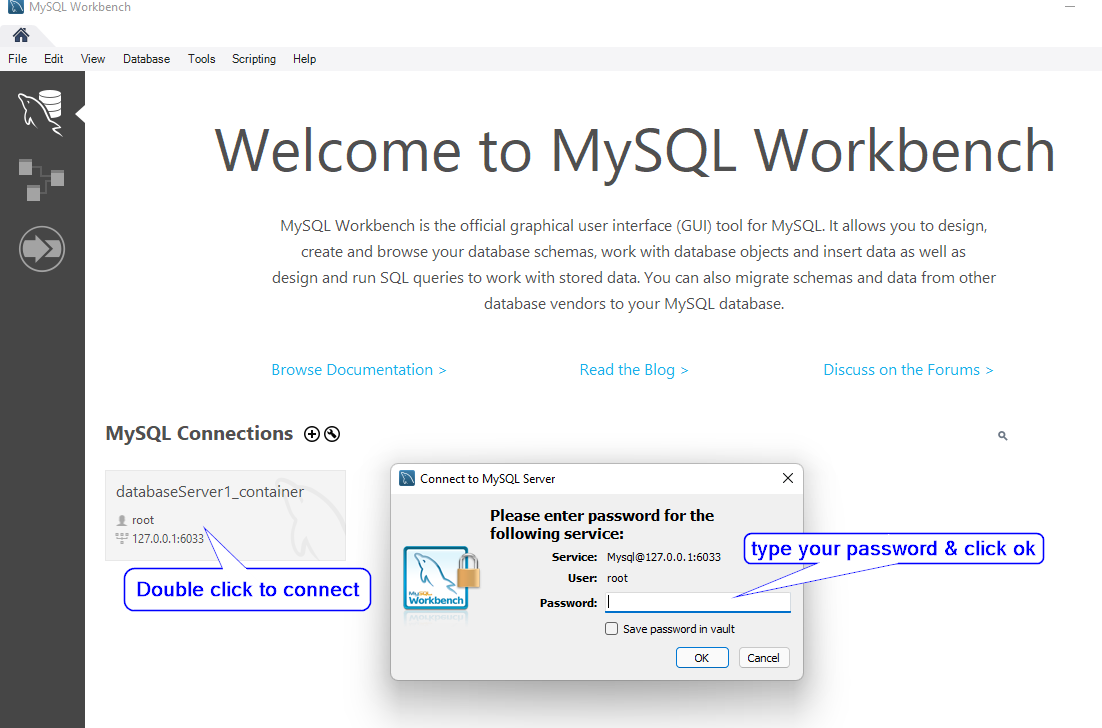 MySQL Workbench
File Edit View Database Tools Scripting Help
Welcome to MySQL Workbench
MySQL Workbench is the official graphical user interface (GUI) tool for MySQL. It allows you to design,
create and browse your database schemas, work with database objects and insert data as well as
design and run SQL queries to work with stored data. You can also migrate schemas and data from other
database vendors to your MySQL database.
Browse Documentation > Read the Blog > Discuss on the Forums >
MySQL Connections
databaseServer1_container
root
127.0.0.1:6033
Double click to connect
Connect to MySQL Server
Please enter password for the
following service:
Service: Mysql@127.0.0.1:6033
User: root
Password:
Save password in vault
OK Cancel
MySQL
Workbench
type your password & click ok